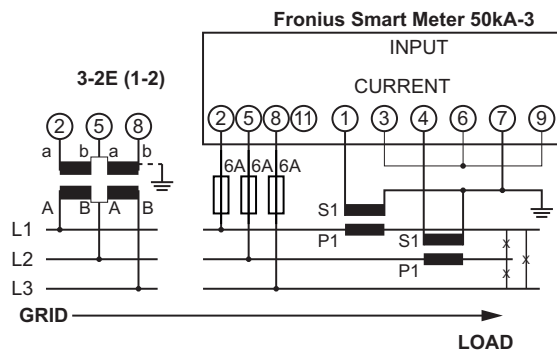 Fronius Smart Meter 50kA-3
INPUT
CURRENT
3-2E (1-2)
2 5 8
2 5 8 11 1 3 4 6 7 9
a b a b
6A 6A 6A
A B A B
S1
P1
S1
P1
L1
L2
L3
x
x
x
GRID
LOAD